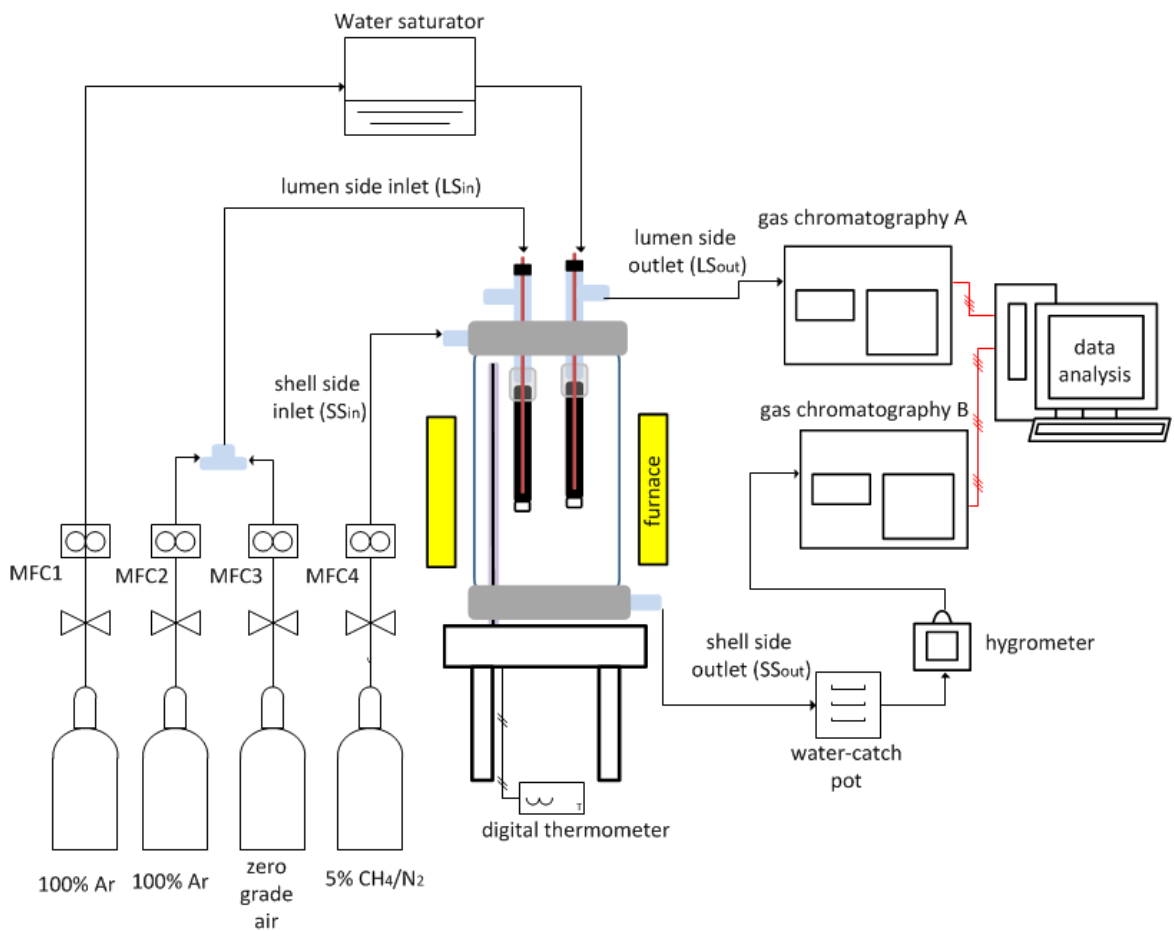 Water saturator
lumen side inlet (LSin)
gas chromatography A
lumen side
outlet (LSout)
shell side
inlet (SSin)
data
analysis
gas chromatography B
furnace
MFC1
MFC2
MFC3
MFC4
hygrometer
shell side
outlet (SSout)
water-catch
pot
T
digital thermometer
100% Ar
100% Ar
zero
grade
air
5% CH4/N2